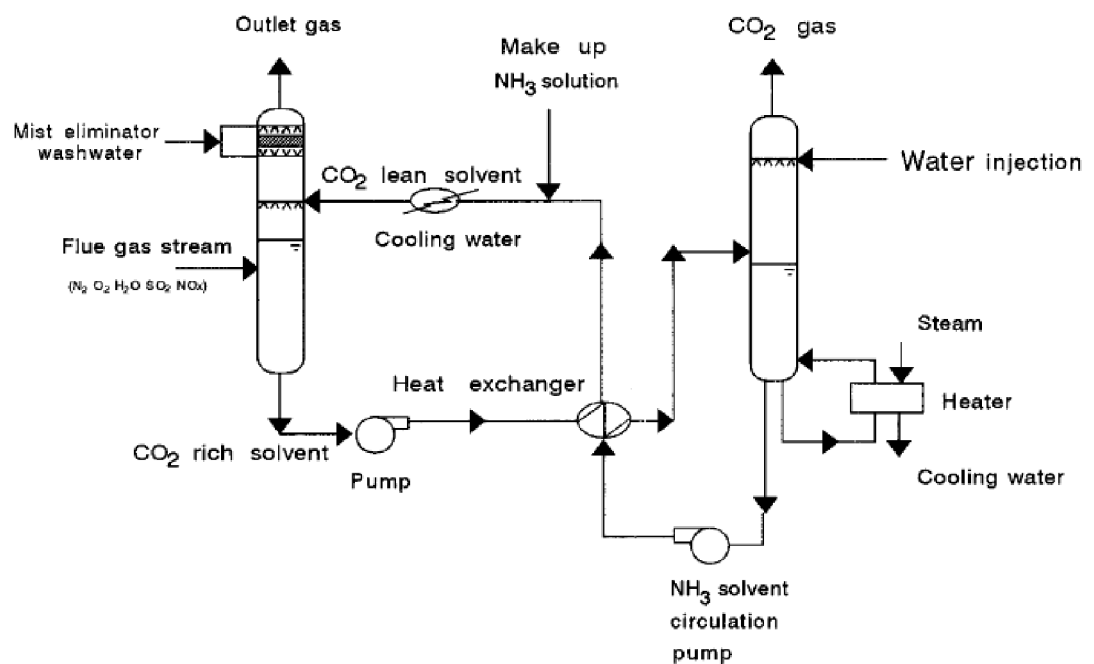 Outlet gas
CO₂ gas
Make up
NH₃ solution
Mist eliminator
washwater
CO₂ lean solvent
Water injection
Cooling water
Flue gas stream
(N₂ O₂ H₂O SO₂ NOx)
Steam
Heat exchanger
Heater
CO₂ rich solvent
Pump
Cooling water
NH₃ solvent
circulation
pump